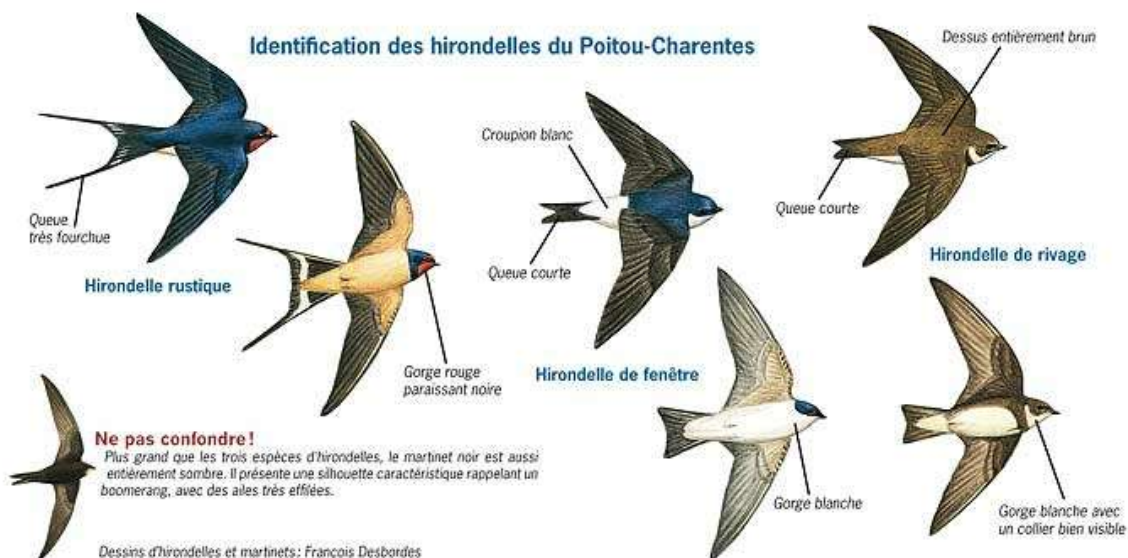 Identification des hirondelles du Poitou-Charentes
Queue
très fourchue
Hirondelle rustique
Gorge rouge
paraissant noire
Croupion blanc
Queue courte
Hirondelle de fenêtre
Gorge blanche
Dessus entièrement brun
Queue courte
Hirondelle de rivage
Gorge blanche avec
un collier bien visible
Ne pas confondre !
Plus grand que les trois espèces d'hirondelles, le martinet noir est aussi
entièrement sombre. Il présente une silhouette caractéristique rappelant un
boomerang, avec des ailes très effilées.
Dessins d'hirondelles et martinets : François Desbordes